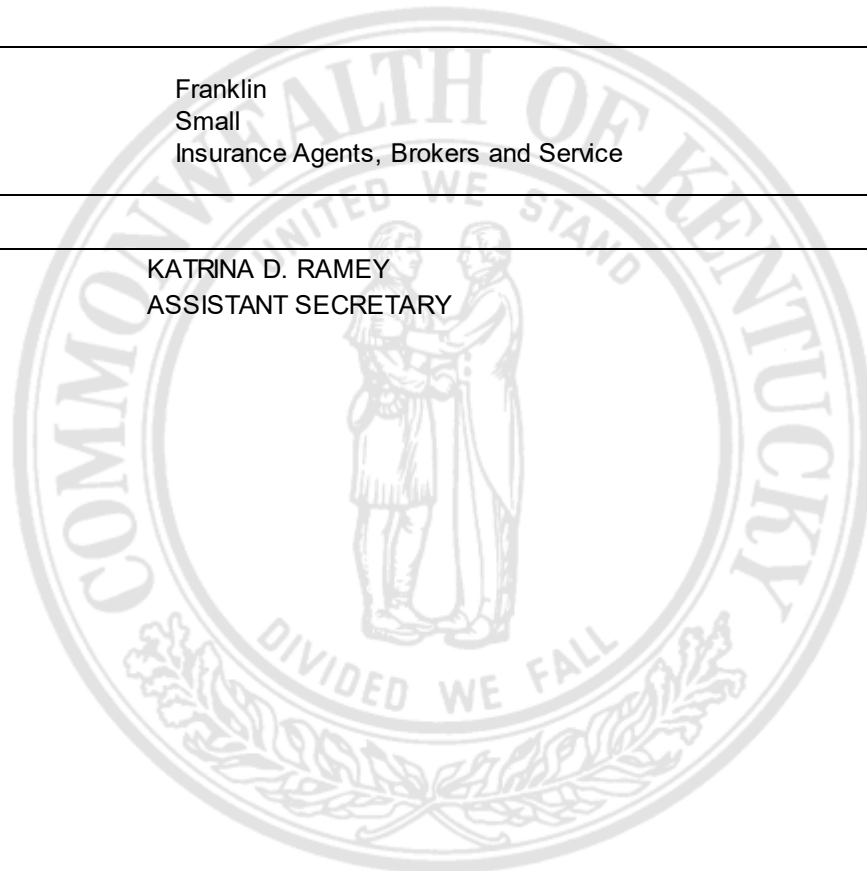 Franklin
Small
Insurance Agents, Brokers and Service
KATRINA D. RAMEY
ASSISTANT SECRETARY
COMMONWEALTH OF KENTUCKY
UNITED WE STAND
DIVIDED WE FALL